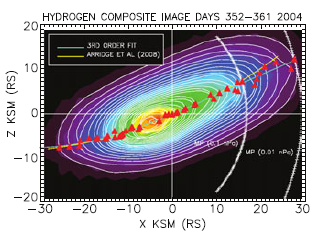 HYDROGEN COMPOSITE IMAGE DAYS 352-361 2004
20
10
0
-10
-20
Z KSM (RS)
3RD ORDER FIT
ARRIDGE ET AL (2008)
MP (0.1 nPa)
MP (0.01 nPa)
-30 -20 -10 0 10 20 30
X KSM (RS)